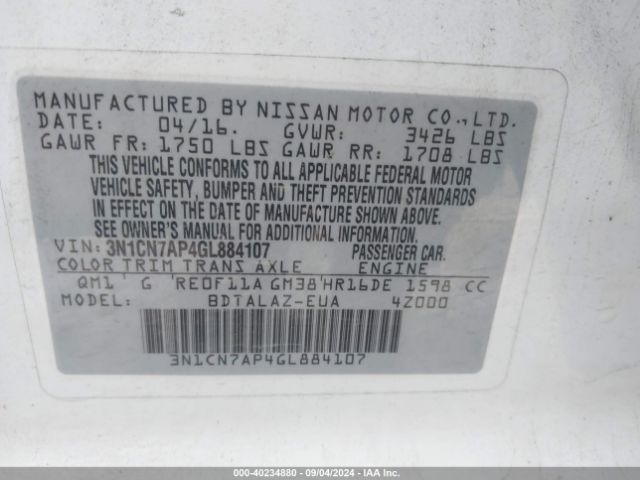 MANUFACTURED BY NISSAN MOTOR CO.,LTD.
DATE: 04/16. GVWR: 3426 LBS
GAWR FR: 1750 LBS GAWR RR: 1708 LBS
THIS VEHICLE CONFORMS TO ALL APPLICABLE FEDERAL MOTOR
VEHICLE SAFETY, BUMPER AND THEFT PREVENTION STANDARDS
IN EFFECT ON THE DATE OF MANUFACTURE SHOWN ABOVE.
SEE OWNER'S MANUAL FOR ADDITIONAL INFORMATION.
VIN: 3N1CN7AP4GL884107 PASSENGER CAR.
COLOR TRIM TRANS AXLE ENGINE
QM1 G RE0F11A GM38 HR16DE 1598 CC
MODEL: BDTALAZ-EUA 4Z000
3N1CN7AP4GL884107
000-40234880 - 09/04/2024 - IAA Inc.